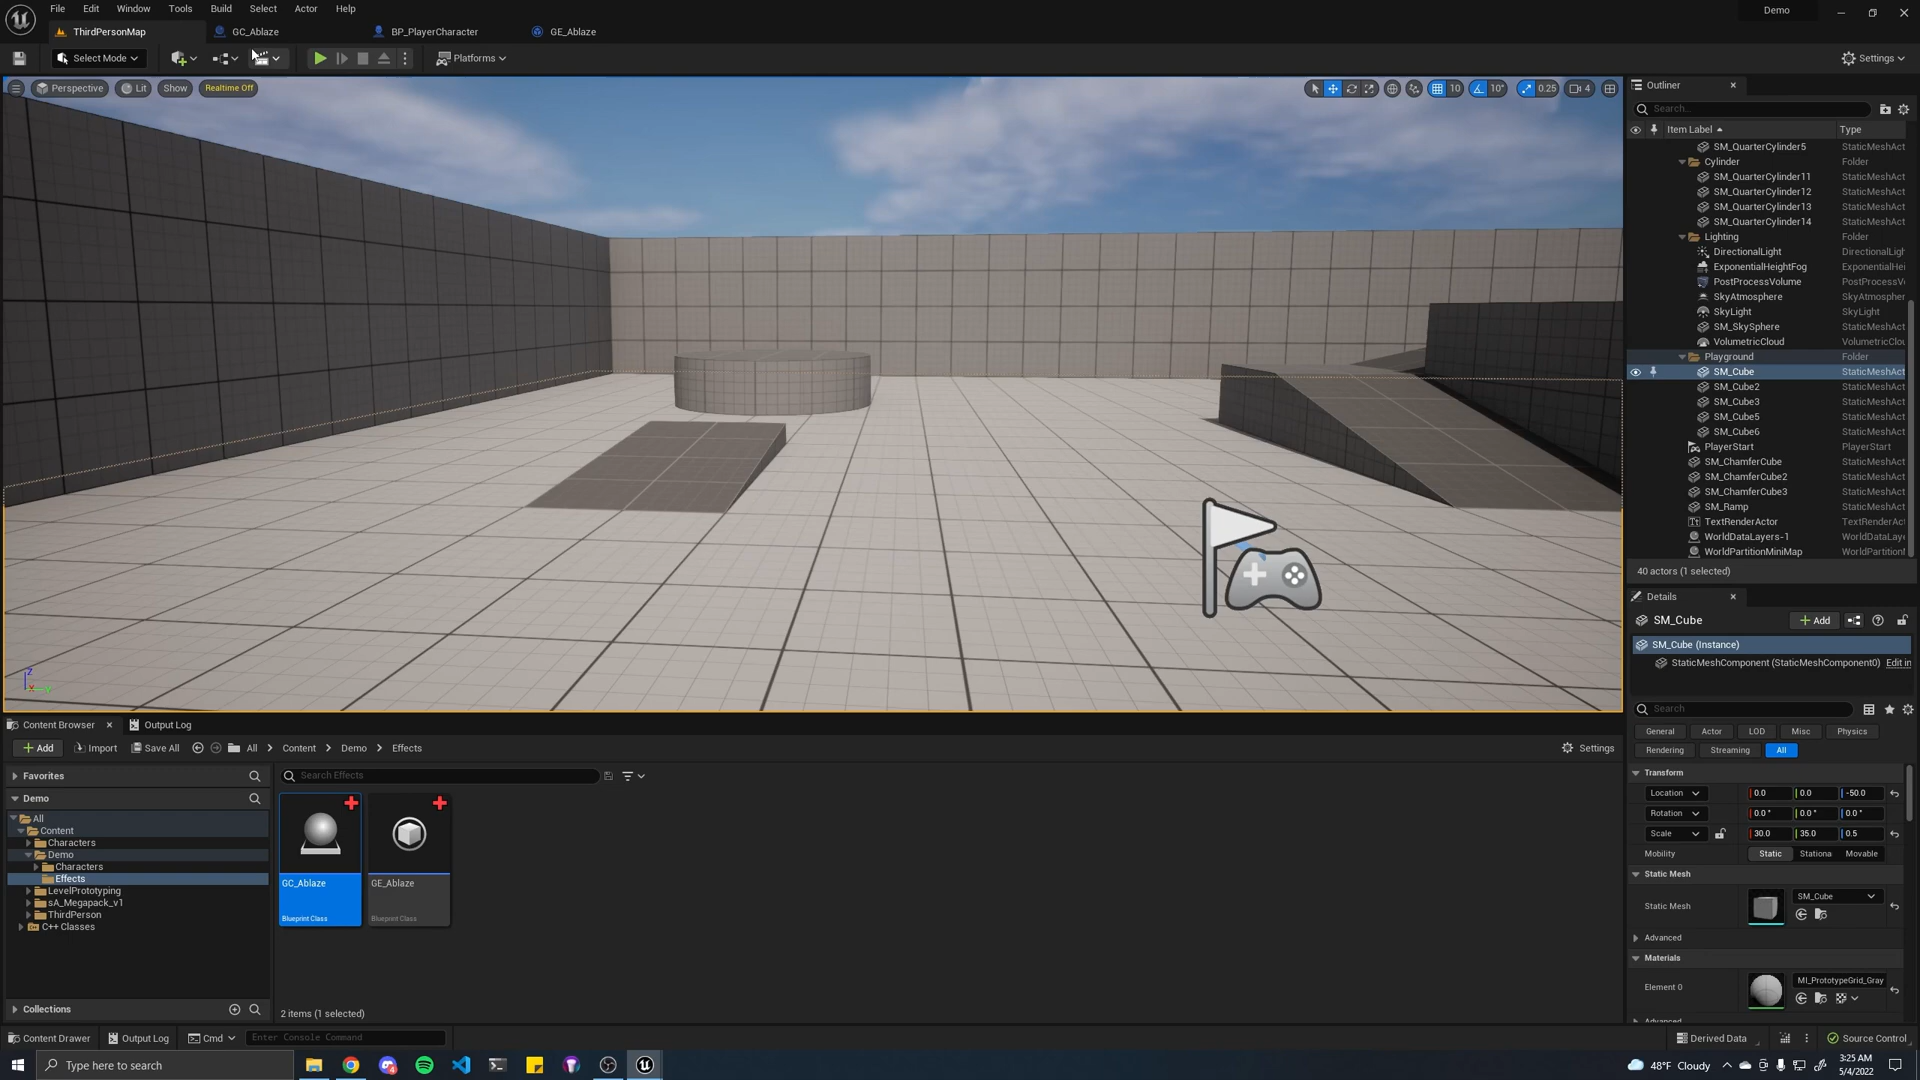 File Edit Window Tools Build Select Actor Help
Demo
ThirdPersonMap GC_Ablaze BP_PlayerCharacter GE_Ablaze
Select Mode Platforms Settings
Perspective Lit Show Realtime Off 10 10° 0.25 4
Outliner
Search...
Item Label Type
SM_QuarterCylinder5 StaticMeshAct
Cylinder Folder
SM_QuarterCylinder11 StaticMeshAct
SM_QuarterCylinder12 StaticMeshAct
SM_QuarterCylinder13 StaticMeshAct
SM_QuarterCylinder14 StaticMeshAct
Lighting Folder
DirectionalLight DirectionalLigh
ExponentialHeightFog ExponentialHei
PostProcessVolume PostProcessV
SkyAtmosphere SkyAtmospher
SkyLight SkyLight
SM_SkySphere StaticMeshAct
VolumetricCloud VolumetricClou
Playground Folder
SM_Cube StaticMeshAct
SM_Cube2 StaticMeshAct
SM_Cube3 StaticMeshAct
SM_Cube5 StaticMeshAct
SM_Cube6 StaticMeshAct
PlayerStart PlayerStart
SM_ChamferCube StaticMeshAct
SM_ChamferCube2 StaticMeshAct
SM_ChamferCube3 StaticMeshAct
SM_Ramp StaticMeshAct
TextRenderActor TextRenderAct
WorldDataLayers-1 WorldDataLaye
WorldPartitionMiniMap WorldPartition
40 actors (1 selected)
Details
SM_Cube Add
SM_Cube (Instance)
StaticMeshComponent (StaticMeshComponent0) Edit in
Search
General Actor LOD Misc Physics
Rendering Streaming All
Transform
Location 0.0 0.0 -50.0
Rotation 0.0° 0.0° 0.0°
Scale 30.0 35.0 0.5
Mobility Static Stationa Movable
Static Mesh
Static Mesh SM_Cube
Advanced
Materials
Element 0 MI_PrototypeGrid_Gray
Z
Content Browser Output Log
Add Import Save All All > Content > Demo > Effects Settings
Favorites
Search Effects
Demo
All
Content
Characters
Demo
Characters
Effects
LevelPrototyping
sA_Megapack_v1
ThirdPerson
C++ Classes
GC_Ablaze GE_Ablaze
Blueprint Class Blueprint Class
Collections
2 items (1 selected)
Content Drawer Output Log Cmd Enter Console Command Derived Data Source Control
Type here to search
48°F Cloudy
3:25 AM
5/4/2022